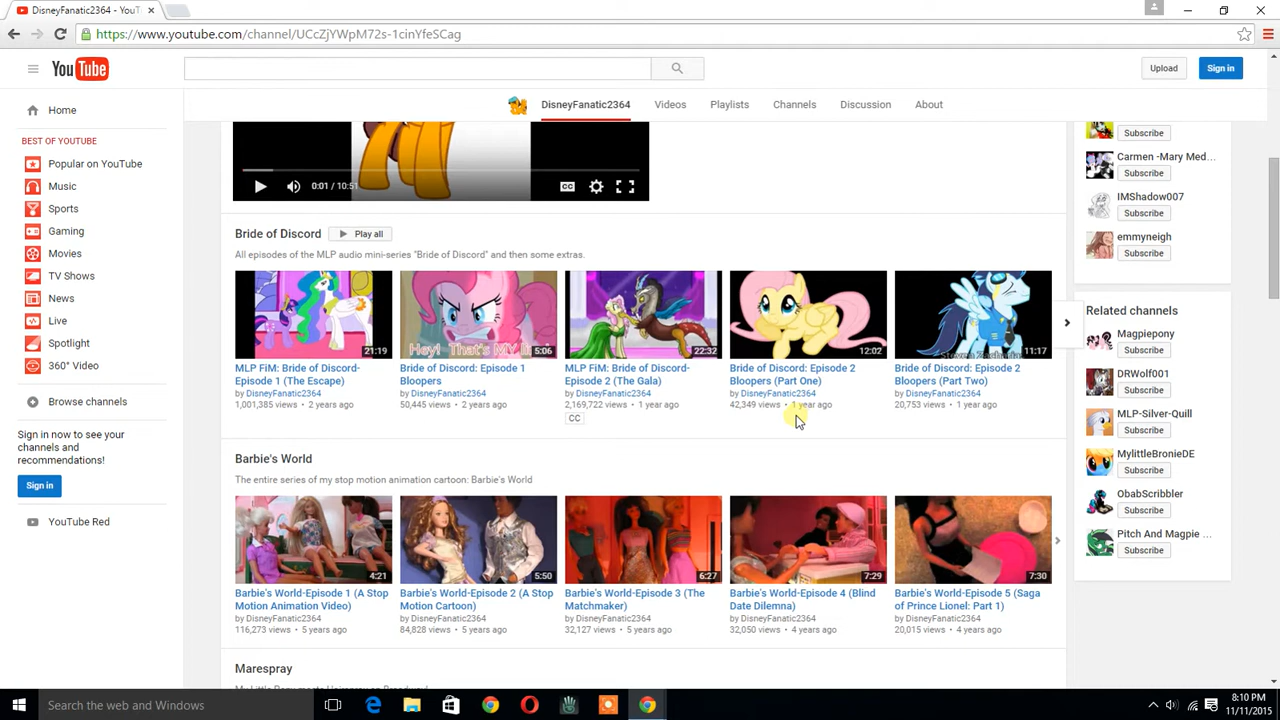 DisneyFanatic2364 - YouT
https://www.youtube.com/channel/UCcZjYWpM72s-1cinYfeSCag
YouTube
Upload
Sign in
DisneyFanatic2364 Videos Playlists Channels Discussion About
Home
BEST OF YOUTUBE
Popular on YouTube
Music
Sports
Gaming
Movies
TV Shows
News
Live
Spotlight
360° Video
Browse channels
Sign in now to see your
channels and
recommendations!
Sign in
YouTube Red
0:01 / 10:51
CC
Bride of Discord
Play all
All episodes of the MLP audio mini-series "Bride of Discord" and then some extras.
21:19
MLP FiM: Bride of Discord-
Episode 1 (The Escape)
by DisneyFanatic2364
1,001,385 views • 2 years ago
Hey! That's MY li
5:06
Bride of Discord: Episode 1
Bloopers
by DisneyFanatic2364
50,445 views • 2 years ago
22:32
MLP FiM: Bride of Discord-
Episode 2 (The Gala)
by DisneyFanatic2364
2,169,722 views • 1 year ago
CC
12:02
Bride of Discord: Episode 2
Bloopers (Part One)
by DisneyFanatic2364
42,349 views • 1 year ago
11:17
Bride of Discord: Episode 2
Bloopers (Part Two)
by DisneyFanatic2364
20,753 views • 1 year ago
Barbie's World
The entire series of my stop motion animation cartoon: Barbie's World
4:21
Barbie's World-Episode 1 (A Stop
Motion Animation Video)
by DisneyFanatic2364
116,273 views • 5 years ago
5:50
Barbie's World-Episode 2 (A Stop
Motion Cartoon)
by DisneyFanatic2364
84,828 views • 5 years ago
6:27
Barbie's World-Episode 3 (The
Matchmaker)
by DisneyFanatic2364
32,127 views • 5 years ago
7:29
Barbie's World-Episode 4 (Blind
Date Dilemma)
by DisneyFanatic2364
32,050 views • 4 years ago
7:30
Barbie's World-Episode 5 (Saga
of Prince Lionel: Part 1)
by DisneyFanatic2364
20,015 views • 4 years ago
Marespray
Subscribe
Carmen -Mary Med...
Subscribe
IMShadow007
Subscribe
emmyneigh
Subscribe
Related channels
Magpiepony
Subscribe
DRWolf001
Subscribe
MLP-Silver-Quill
Subscribe
MylittleBronieDE
Subscribe
ObabScribbler
Subscribe
Pitch And Magpie ...
Subscribe
Search the web and Windows
8:10 PM
11/11/2015